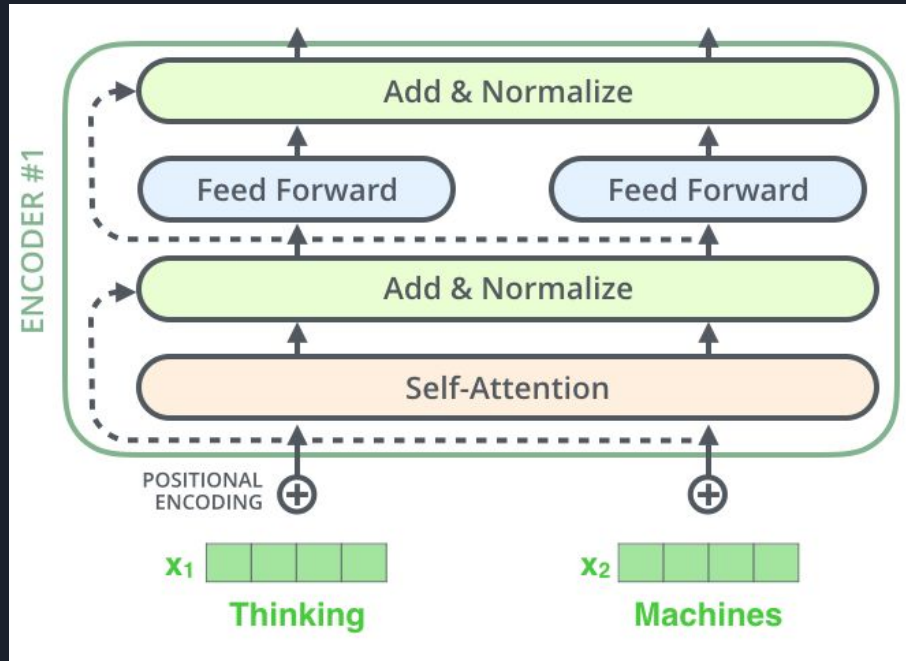 ENCODER #1
Add & Normalize
Feed Forward
Feed Forward
Add & Normalize
Self-Attention
POSITIONAL
ENCODING
x₁
x₂
Thinking
Machines